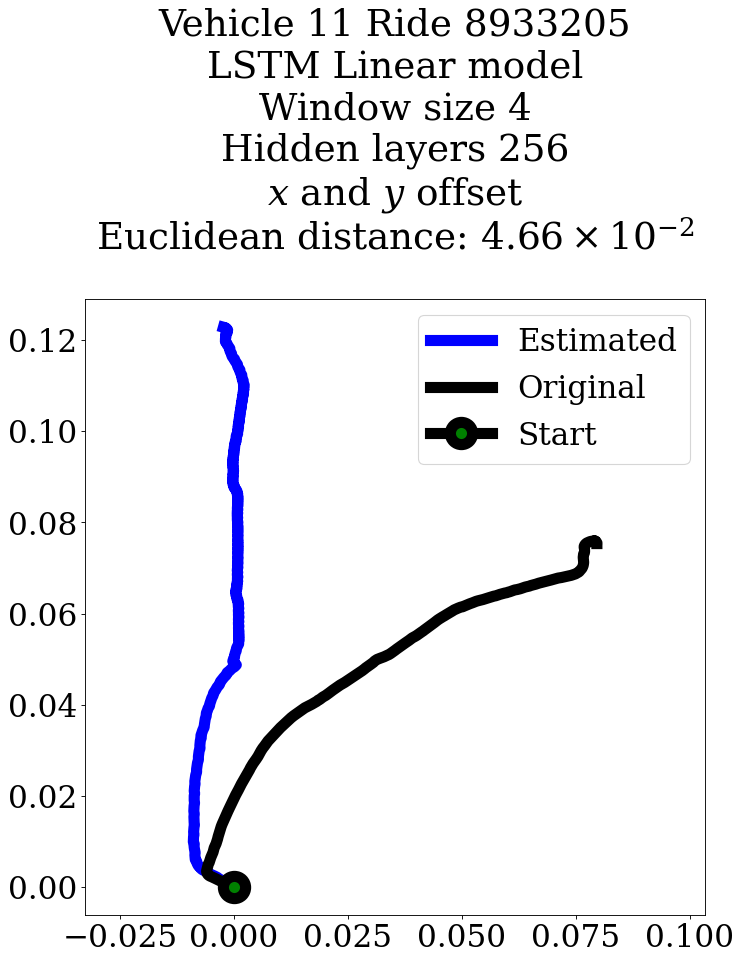 Vehicle 11 Ride 8933205
LSTM Linear model
Window size 4
Hidden layers 256
x and y offset
Euclidean distance: 4.66 × 10⁻²
Estimated
Original
Start
0.12
0.10
0.08
0.06
0.04
0.02
0.00
−0.025 0.000 0.025 0.050 0.075 0.100